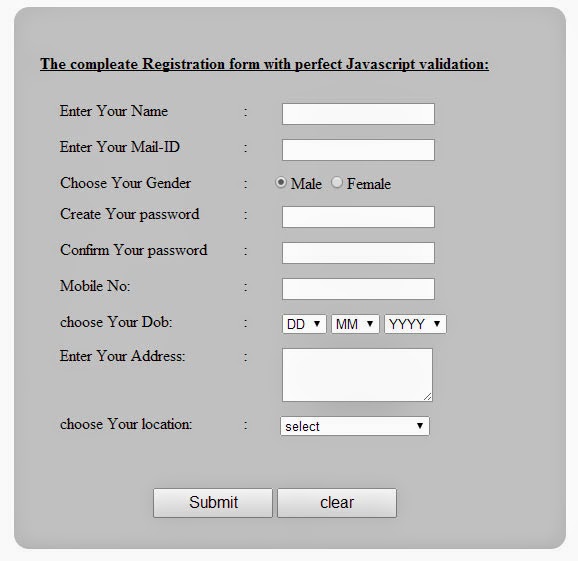 The compleate Registration form with perfect Javascript validation:
Enter Your Name :
Enter Your Mail-ID :
Choose Your Gender : Male Female
Create Your password :
Confirm Your password :
Mobile No: :
choose Your Dob: : DD MM YYYY
Enter Your Address: :
choose Your location: : select
Submit clear